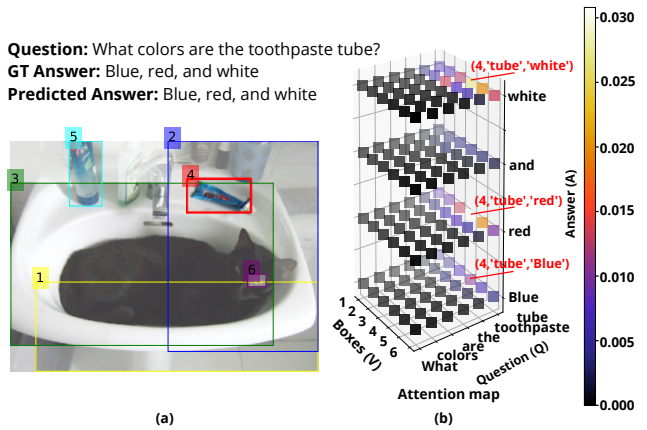 Question: What colors are the toothpaste tube?
GT Answer: Blue, red, and white
Predicted Answer: Blue, red, and white
5
2
3
4
1
6
(a)
(4,'tube','white')
white
and
(4,'tube','red')
red
(4,'tube','Blue')
Blue
Answer (A)
1
2
3
4
5
6
Boxes (V)
What
colors
are
the
toothpaste
tube
Question (Q)
Attention map
(b)
0.030
0.025
0.020
0.015
0.010
0.005
0.000